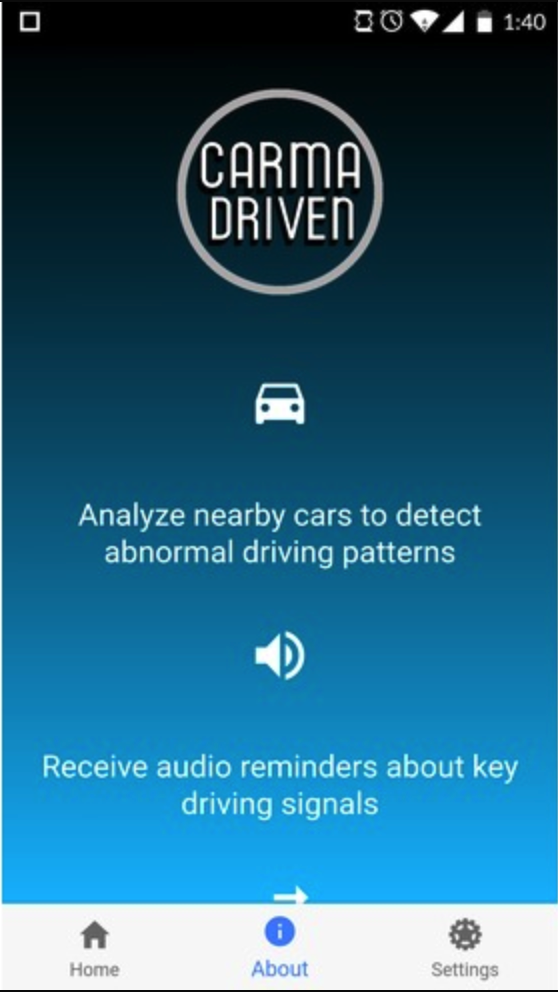 1:40
CARMA
DRIVEN
Analyze nearby cars to detect
abnormal driving patterns
Receive audio reminders about key
driving signals
Home
About
Settings